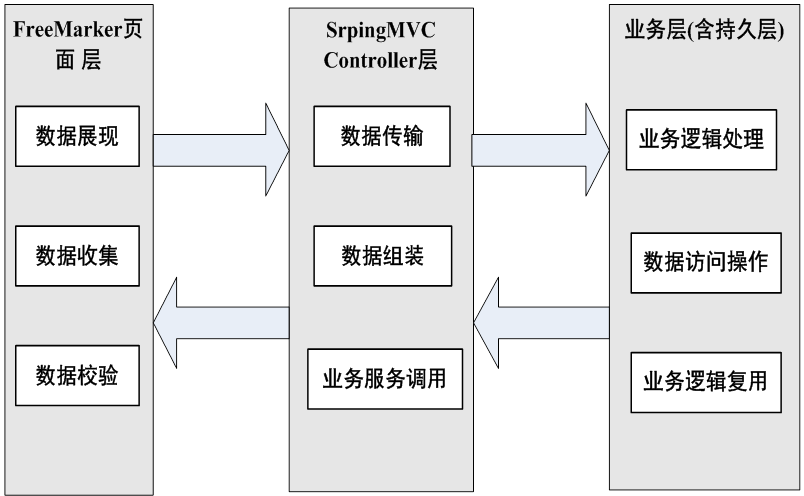 FreeMarker页
面 层
数据展现
数据收集
数据校验
SrpingMVC
Controller层
数据传输
数据组装
业务服务调用
业务层(含持久层)
业务逻辑处理
数据访问操作
业务逻辑复用